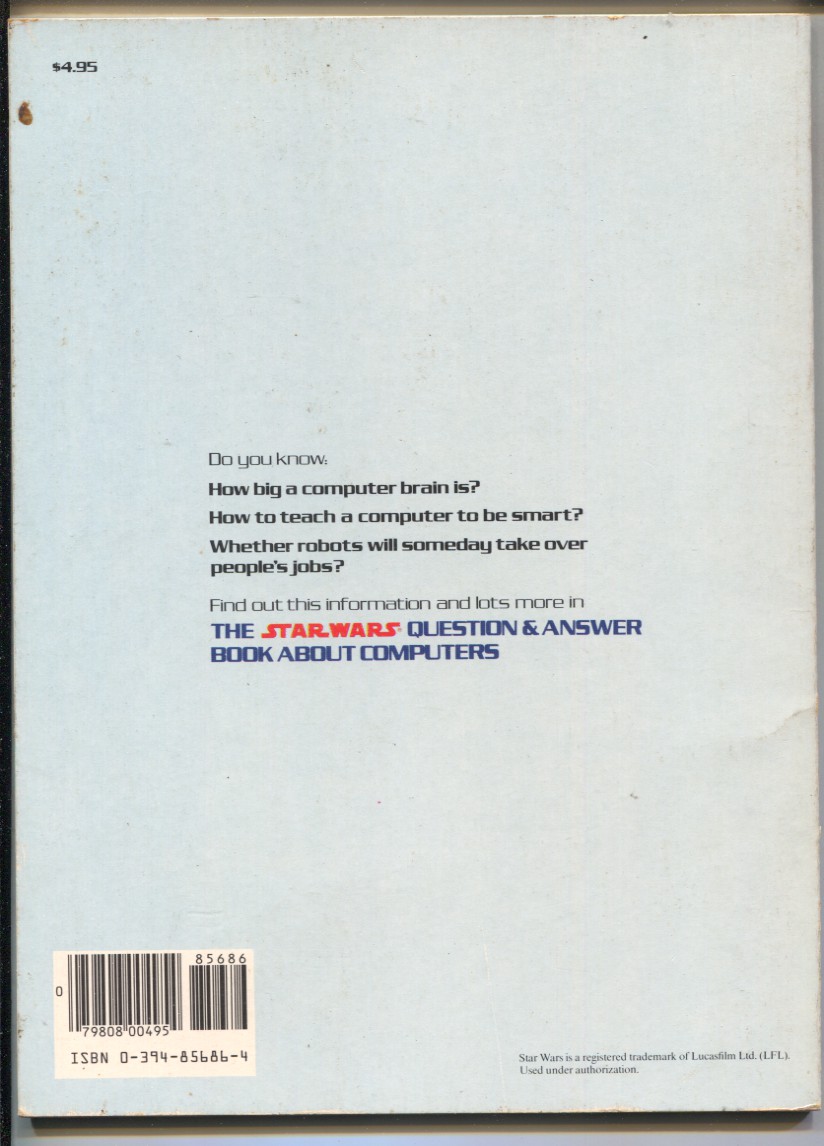 $4.95
Do you know:
How big a computer brain is?
How to teach a computer to be smart?
Whether robots will someday take over
people's jobs?
Find out this information and lots more in
THE STAR WARS® QUESTION & ANSWER
BOOK ABOUT COMPUTERS
85686
0
79808 00495
ISBN 0-394-85686-4
Star Wars is a registered trademark of Lucasfilm Ltd. (LFL).
Used under authorization.